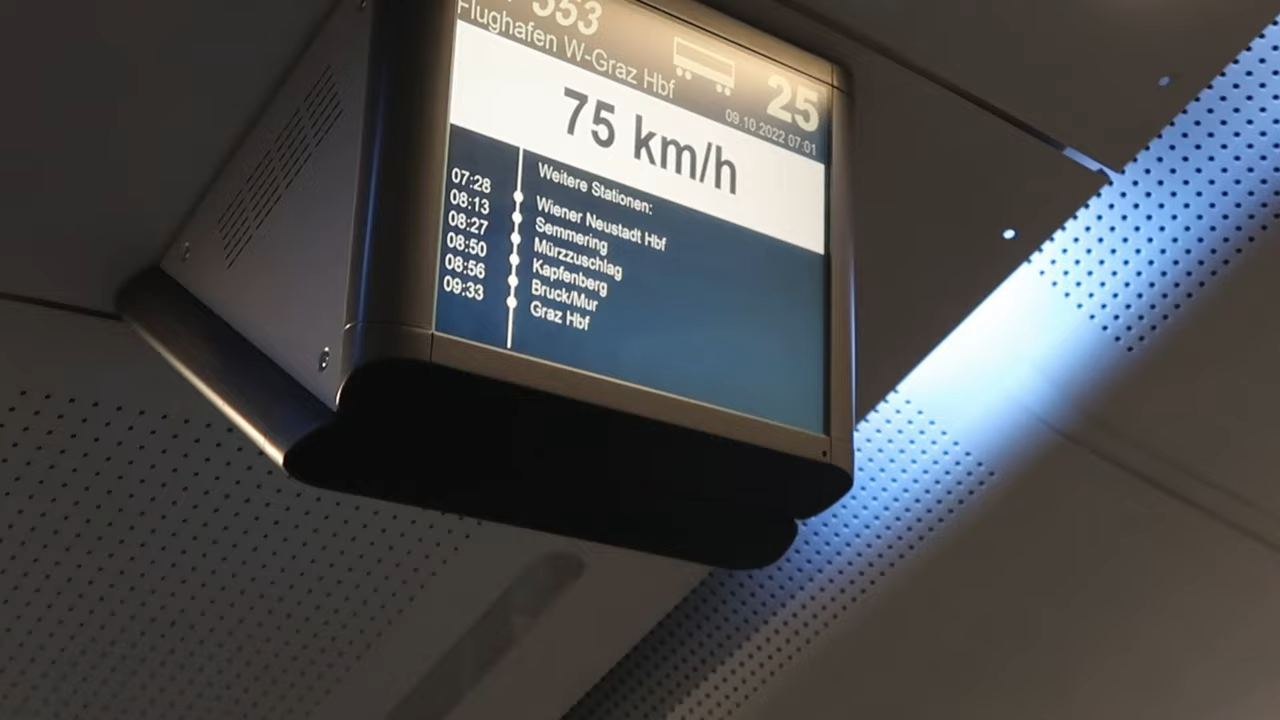 553
Flughafen W-Graz Hbf
25
09.10.2022 07:01
75 km/h
Weitere Stationen:
07:28 Wiener Neustadt Hbf
08:13 Semmering
08:27 Mürzzuschlag
08:50 Kapfenberg
08:56 Bruck/Mur
09:33 Graz Hbf